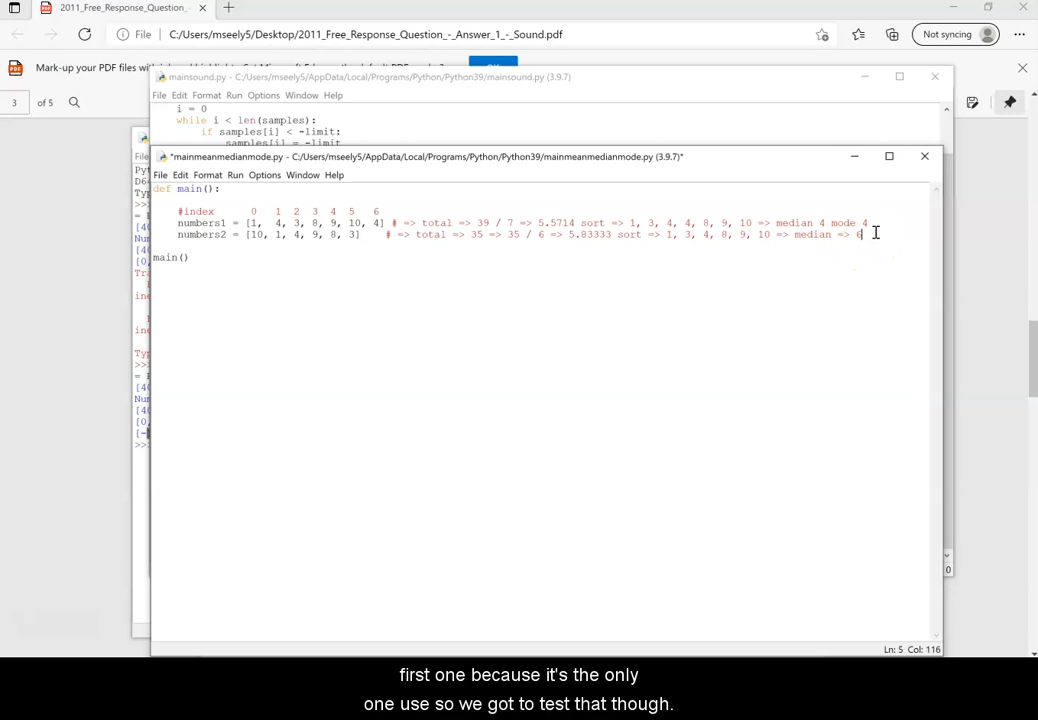 2011_Free_Response_Question_-
File C:/Users/mseely5/Desktop/2011_Free_Response_Question_-_Answer_1_-_Sound.pdf Not syncing
Mark-up your PDF files
3 of 5
mainsound.py - C:/Users/mseely5/AppData/Local/Programs/Python/Python39/mainsound.py (3.9.7)
File Edit Format Run Options Window Help
i = 0
while i < len(samples):
if samples[i] < -limit:
samples[i] = -limit
*mainmeanmedianmode.py - C:/Users/mseely5/AppData/Local/Programs/Python/Python39/mainmeanmedianmode.py (3.9.7)*
File Edit Format Run Options Window Help
def main():
#index 0 1 2 3 4 5 6
numbers1 = [1, 4, 3, 8, 9, 10, 4] # => total => 39 / 7 => 5.5714 sort => 1, 3, 4, 4, 8, 9, 10 => median 4 mode 4
numbers2 = [10, 1, 4, 9, 8, 3] # => total => 35 => 35 / 6 => 5.83333 sort => 1, 3, 4, 8, 9, 10 => median => 6
main()
Ln: 5 Col: 116
first one because it's the only
one use so we got to test that though.